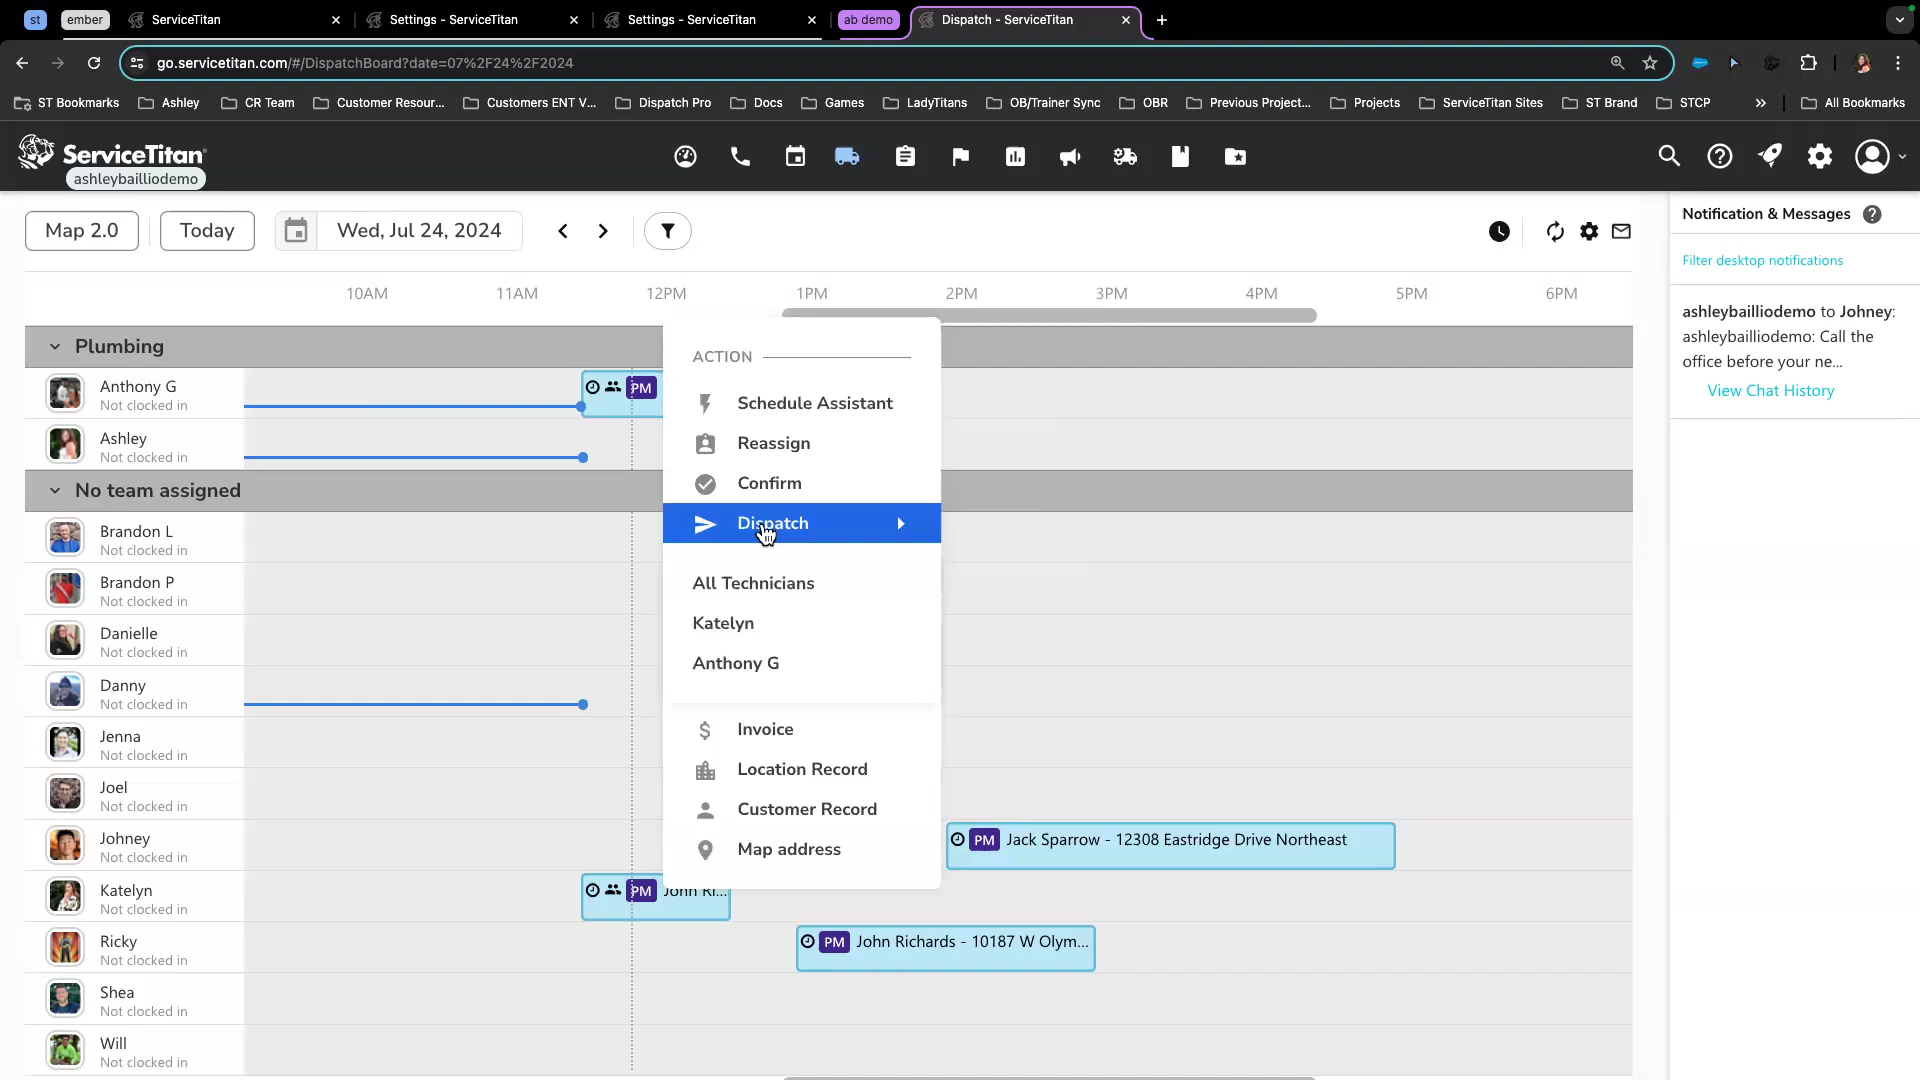 st
ember
ServiceTitan
Settings - ServiceTitan
Settings - ServiceTitan
ab demo
Dispatch - ServiceTitan
go.servicetitan.com/#/DispatchBoard?date=07%2F24%2F2024
ST Bookmarks
Ashley
CR Team
Customer Resour...
Customers ENT V...
Dispatch Pro
Docs
Games
LadyTitans
OB/Trainer Sync
OBR
Previous Project...
Projects
ServiceTitan Sites
ST Brand
STCP
All Bookmarks
ServiceTitan
ashleybailliodemo
Map 2.0
Today
Wed, Jul 24, 2024
10AM
11AM
12PM
1PM
2PM
3PM
4PM
5PM
6PM
Plumbing
Anthony G
Not clocked in
PM
Ashley
Not clocked in
No team assigned
Brandon L
Not clocked in
Brandon P
Not clocked in
Danielle
Not clocked in
Danny
Not clocked in
Jenna
Not clocked in
Joel
Not clocked in
Johney
Not clocked in
PM Jack Sparrow - 12308 Eastridge Drive Northeast
Katelyn
Not clocked in
PM John Ri...
Ricky
Not clocked in
PM John Richards - 10187 W Olym...
Shea
Not clocked in
Will
Not clocked in
ACTION
Schedule Assistant
Reassign
Confirm
Dispatch
All Technicians
Katelyn
Anthony G
Invoice
Location Record
Customer Record
Map address
Notification & Messages
Filter desktop notifications
ashleybailliodemo to Johney:
ashleybailliodemo: Call the
office before your ne...
View Chat History